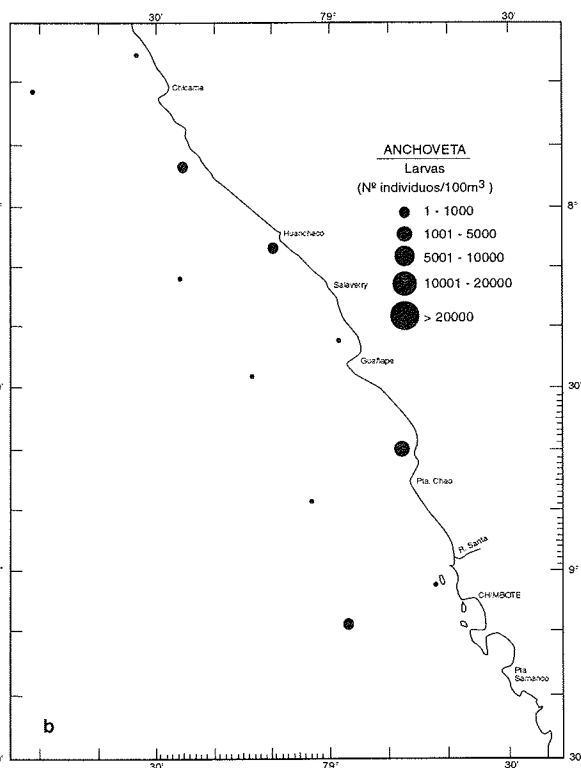 30' 79° 30'
Chicama
ANCHOVETA
Larvas
(Nº individuos/100m³ )
1 - 1000
8°
Huanchaco
1001 - 5000
5001 - 10000
Salaverry
10001 - 20000
> 20000
Guañape
30'
Pta. Chao
R. Santa
9°
CHIMBOTE
Pta
Samanco
b
30' 79° 30' 30